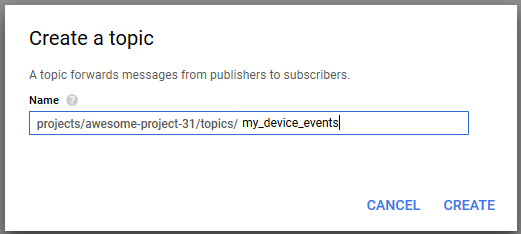 Create a topic
A topic forwards messages from publishers to subscribers.
Name ?
projects/awesome-project-31/topics/ my_device_events
CANCEL CREATE